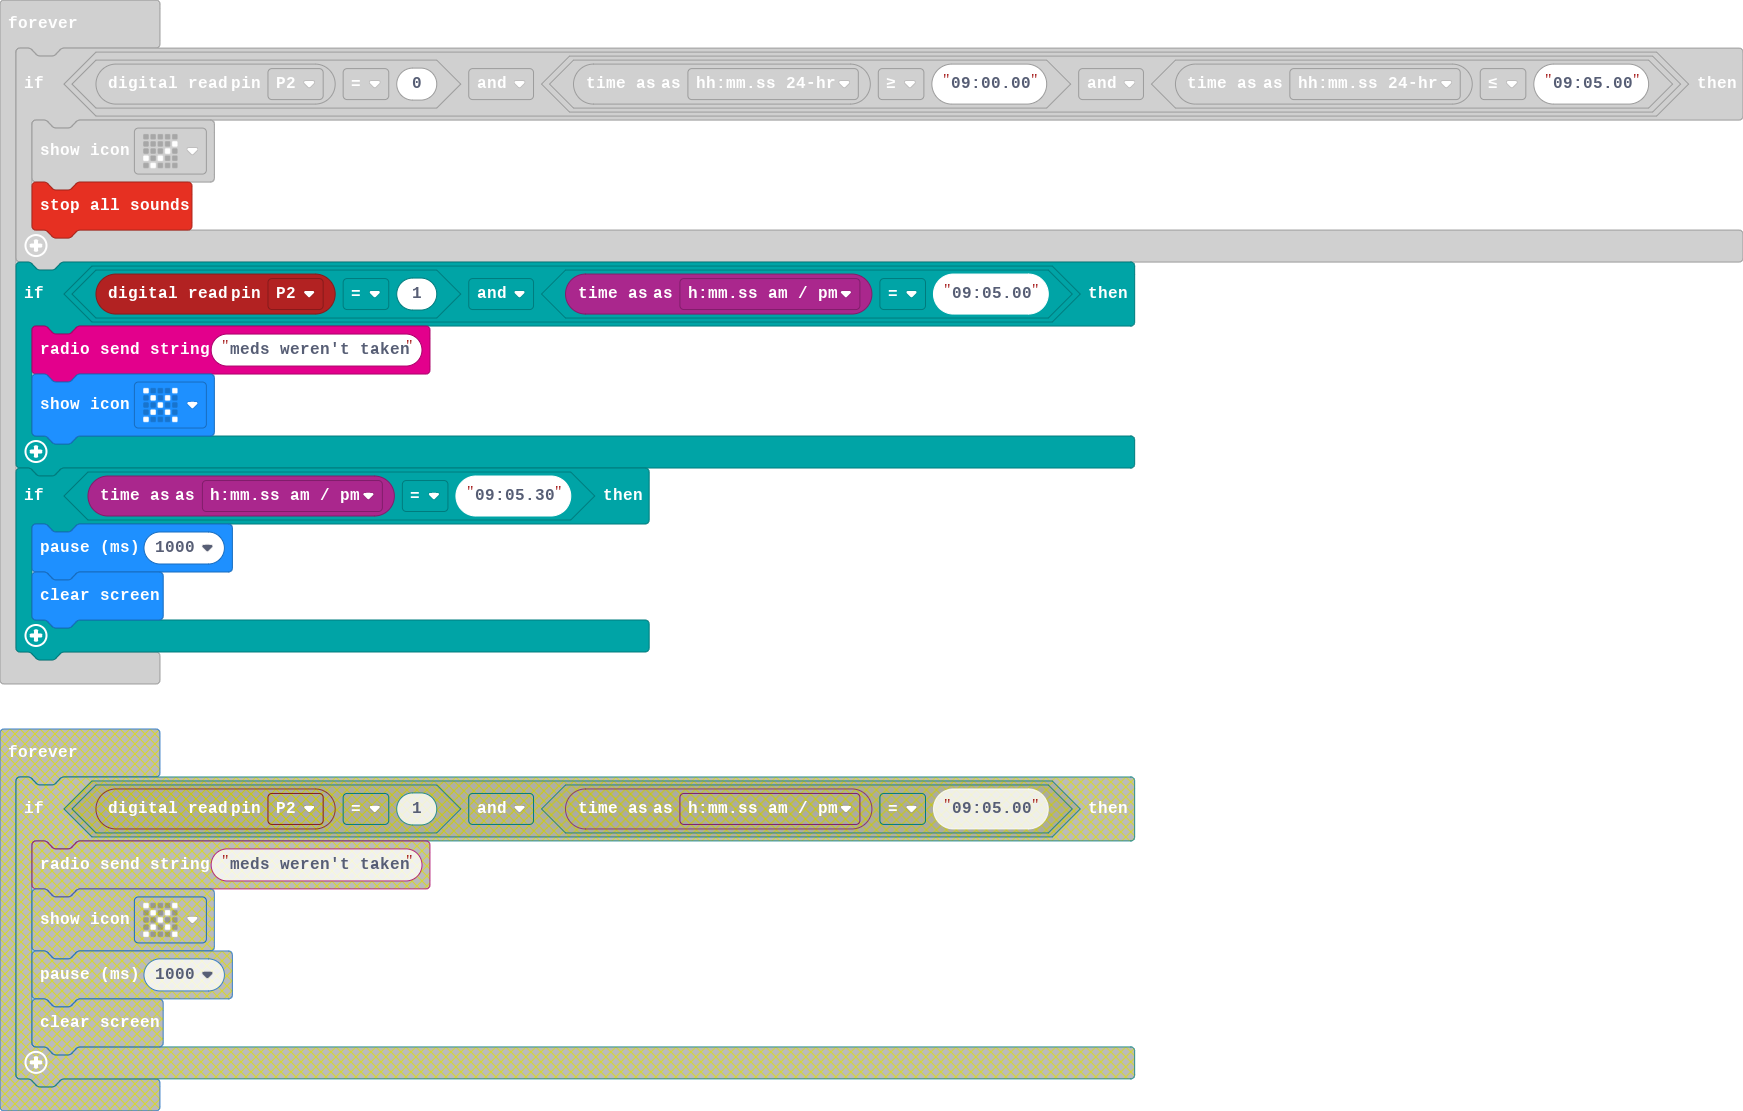 forever
if digital read pin P2 = 0 and time as as hh:mm.ss 24-hr ≥ "09:00.00" and time as as hh:mm.ss 24-hr ≤ "09:05.00" then
show icon
stop all sounds
if digital read pin P2 = 1 and time as as h:mm.ss am / pm = "09:05.00" then
radio send string "meds weren't taken"
show icon
if time as as h:mm.ss am / pm = "09:05.30" then
pause (ms) 1000
clear screen
forever
if digital read pin P2 = 1 and time as as h:mm.ss am / pm = "09:05.00" then
radio send string "meds weren't taken"
show icon
pause (ms) 1000
clear screen